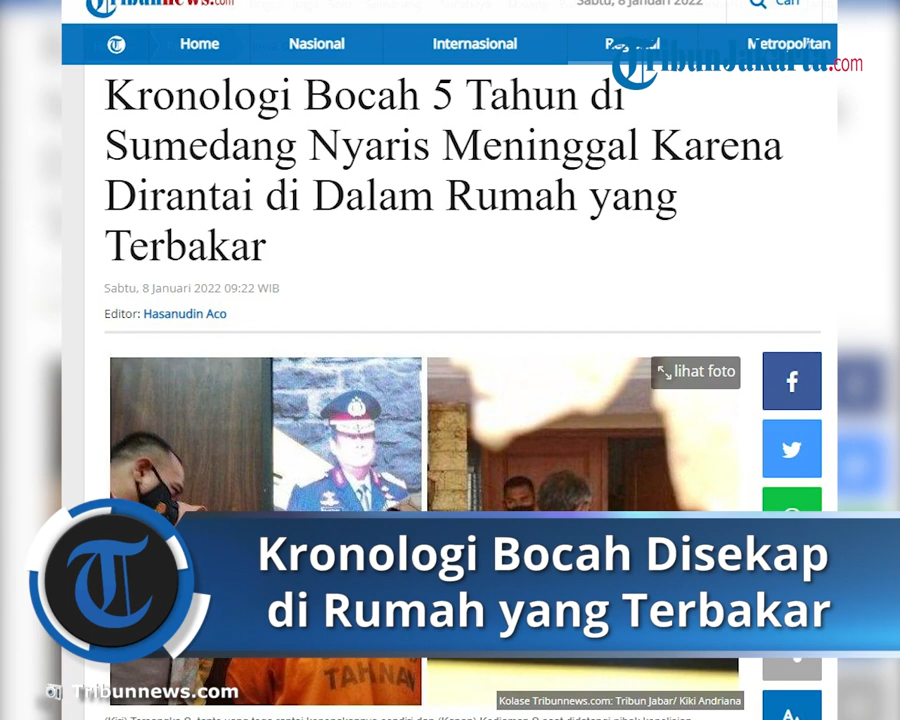 Tribunnews.com
Sabtu, 8 Januari 2022
Cari
Home Nasional Internasional Regional Metropolitan
TribunJakarta.com
Kronologi Bocah 5 Tahun di
Sumedang Nyaris Meninggal Karena
Dirantai di Dalam Rumah yang
Terbakar
Sabtu, 8 Januari 2022 09:22 WIB
Editor: Hasanudin Aco
lihat foto
Kronologi Bocah Disekap
di Rumah yang Terbakar
TAHNAN
Tribunnews.com
Kolase Tribunnews.com: Tribun Jabar/ Kiki Andriana